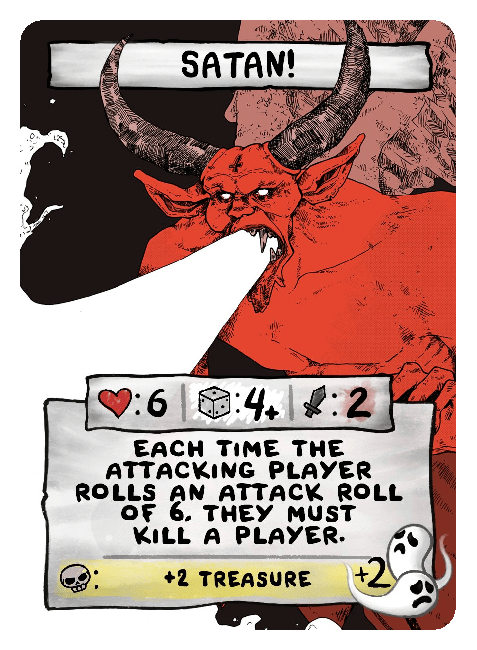 SATAN!
:6 :4+ :2
EACH TIME THE
ATTACKING PLAYER
ROLLS AN ATTACK ROLL
OF 6, THEY MUST
KILL A PLAYER.
: +2 TREASURE +2